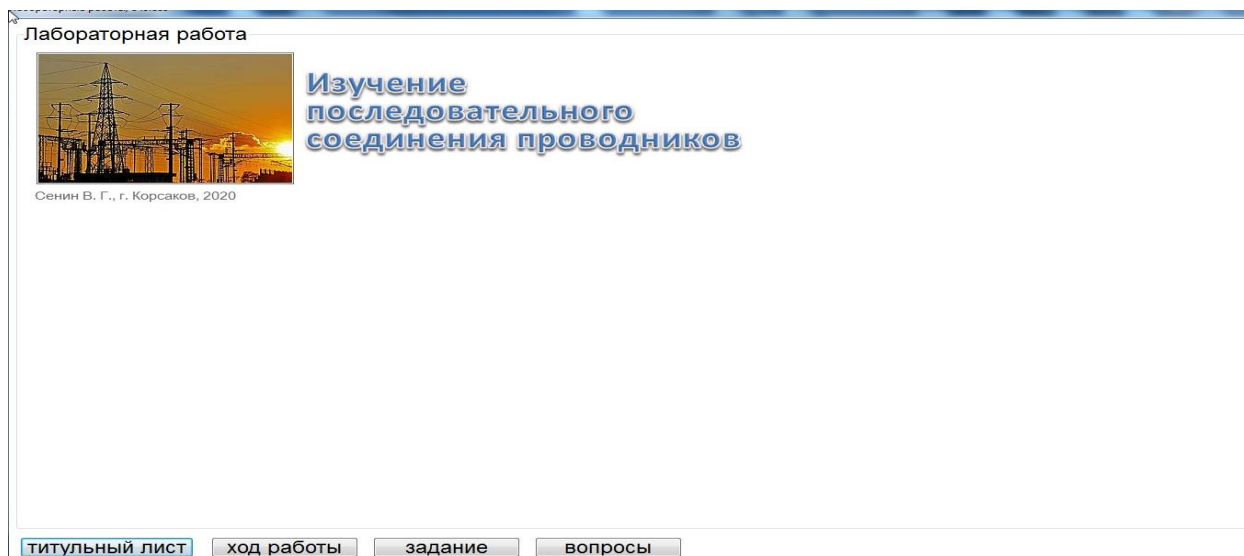 Лабораторная работа
Изучение
последовательного
соединения проводников
Сенин В. Г., г. Корсаков, 2020
титульный лист
ход работы
задание
вопросы